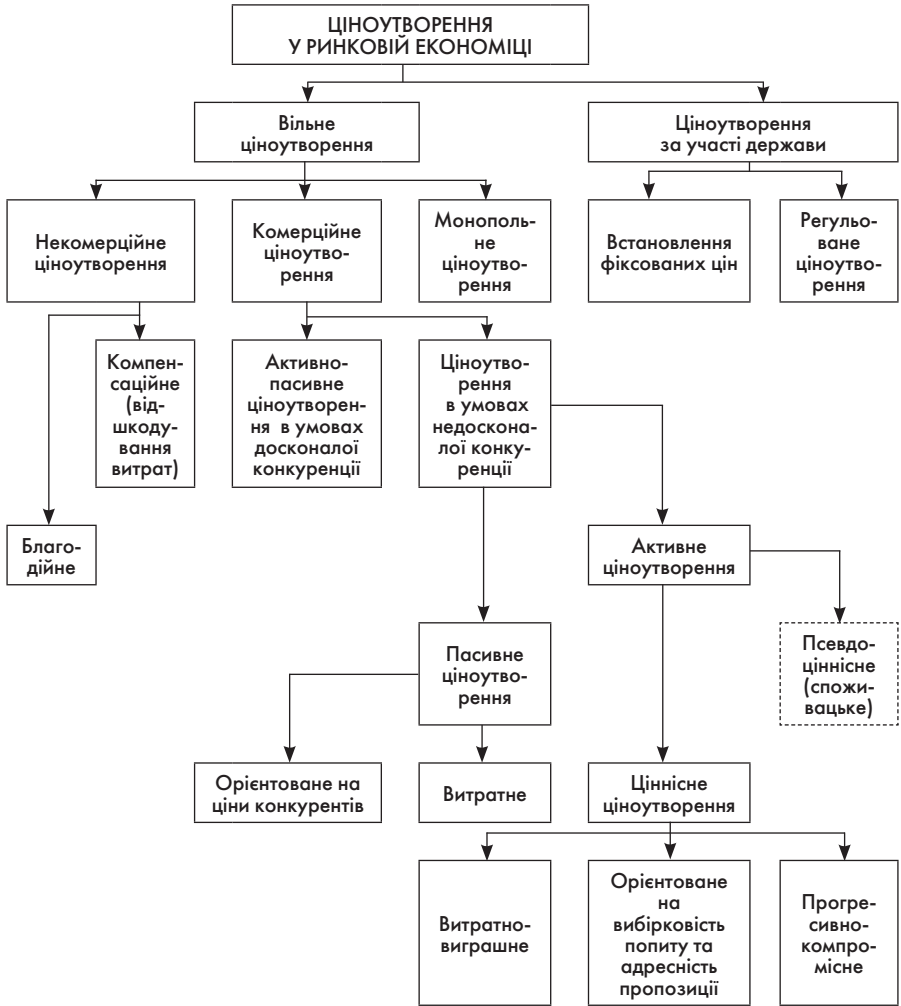 ЦІНОУТВОРЕННЯ
У РИНКОВІЙ ЕКОНОМІЦІ
Вільне
ціноутворення
Ціноутворення
за участі держави
Некомерційне
ціноутворення
Комерційне
ціноутво-
рення
Монополь-
не
ціноутво-
рення
Встановлення
фіксованих цін
Регульо-
ване
ціноутво-
рення
Компен-
саційне
(від-
шкоду-
вання
витрат)
Активно-
пасивне
ціноутворен-
ня в умовах
досконалої
конкуренції
Ціноутво-
рення
в умовах
недоскона-
лої конку-
ренції
Благо-
дійне
Активне
ціноутворення
Пасивне
ціноутво-
рення
Псевдо-
ціннісне
(спожи-
вацьке)
Орієнтоване на
ціни конкурентів
Витратне
Ціннісне
ціноутворення
Витратно-
виграшне
Орієнтоване
на
вибірковість
попиту та
адресність
пропозиції
Прогре-
сивно-
компро-
місне